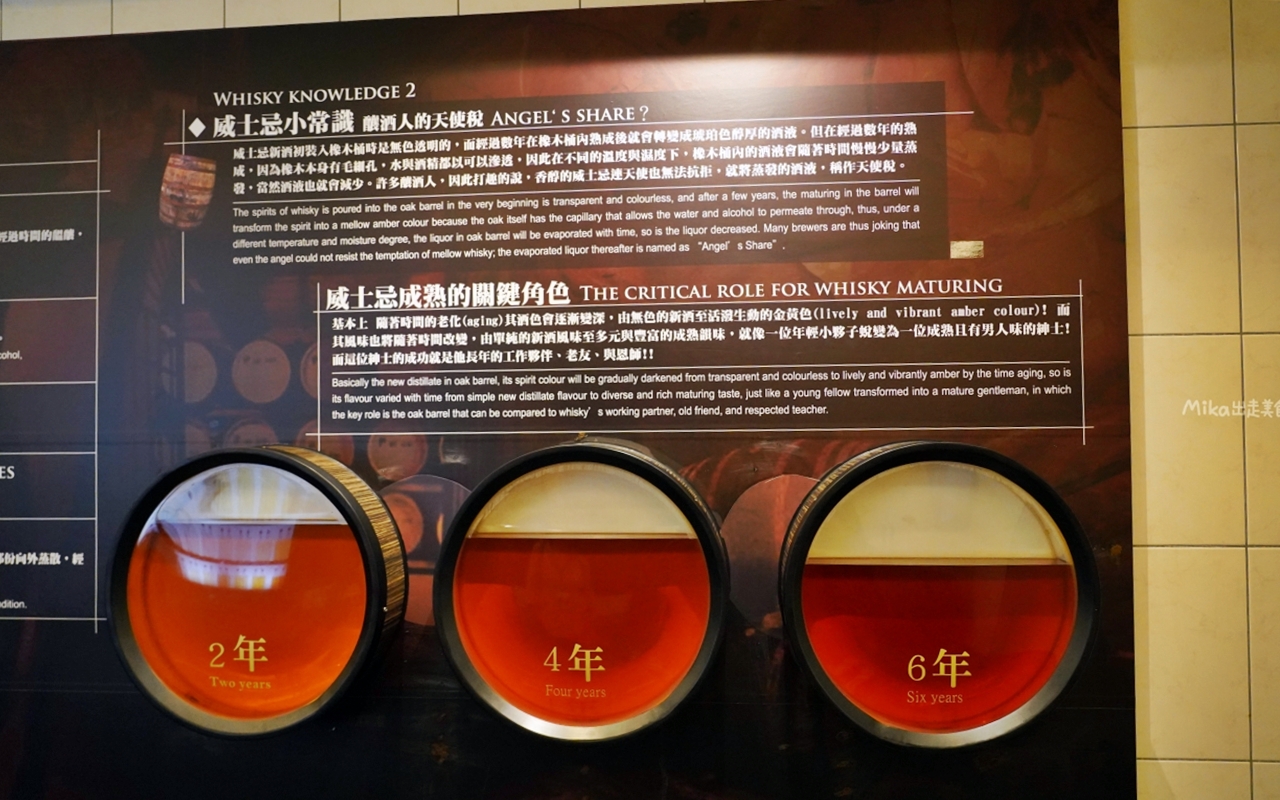 WHISKY KNOWLEDGE 2
◆ 威士忌小常識 釀酒人的天使稅 ANGEL' S SHARE ?
威士忌新酒初裝入橡木桶時是無色透明的，而經過數年在橡木桶內熟成後就會轉變成琥珀色醇厚的酒液。但在經過數年的熟
成，因為橡木本身有毛細孔，水與酒精都以可以滲透，因此在不同的溫度與濕度下，橡木桶內的酒液會隨著時間慢慢少量蒸
發，當然酒液也就會減少。許多釀酒人，因此打趣的說，香醇的威士忌連天使也無法抗拒，就將蒸發的酒液，稱作天使稅。
The spirits of whisky is poured into the oak barrel in the very beginning is transparent and colourless, and after a few years, the maturing in the barrel will
transform the spirit into a mellow amber colour because the oak itself has the capillary that allows the water and alcohol to permeate through, thus, under a
different temperature and moisture degree, the liquor in oak barrel will be evaporated with time, so is the liquor decreased. Many brewers are thus joking that
even the angel could not resist the temptation of mellow whisky; the evaporated liquor thereafter is named as “Angel' s Share”.
威士忌成熟的關鍵角色 THE CRITICAL ROLE FOR WHISKY MATURING
基本上 隨著時間的老化(aging)其酒色會逐漸變深，由無色的新酒至活潑生動的金黃色(lively and vibrant amber colour)! 而
其風味也將隨著時間改變，由單純的新酒風味至多元與豐富的成熟韻味，就像一位年輕小夥子蛻變為一位成熟且有男人味的紳士!
而這位紳士的成功就是他長年的工作夥伴、老友、與恩師!!
Basically the new distillate in oak barrel, its spirit colour will be gradually darkened from transparent and colourless to lively and vibrantly amber by the time aging, so is
its flavour varied with time from simple new distillate flavour to diverse and rich maturing taste, just like a young fellow transformed into a mature gentleman, in which
the key role is the oak barrel that can be compared to whisky' s working partner, old friend, and respected teacher.
經過時間的醞釀，
cohol,
ES
部份向外蒸散，經
ndition.
2年
Two years
4年
Four years
6年
Six years
Mika出走美食